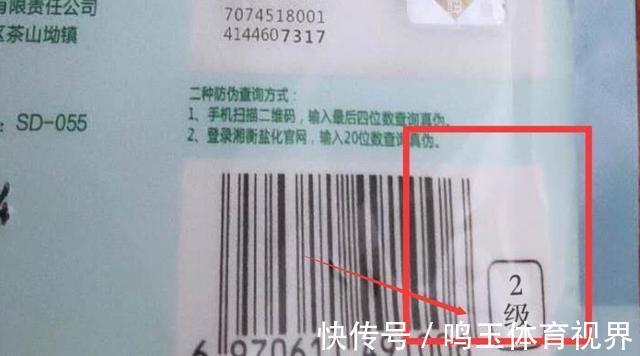 有限责任公司
区茶山坳镇
: SD-055
7074518001
4144607317
二种防伪查询方式：
1、手机扫描二维码，输入最后四位数查询真伪。
2、登录湘衡盐化官网，输入20位数查询真伪。
2
级
快传号 / 鸣玉体育视界